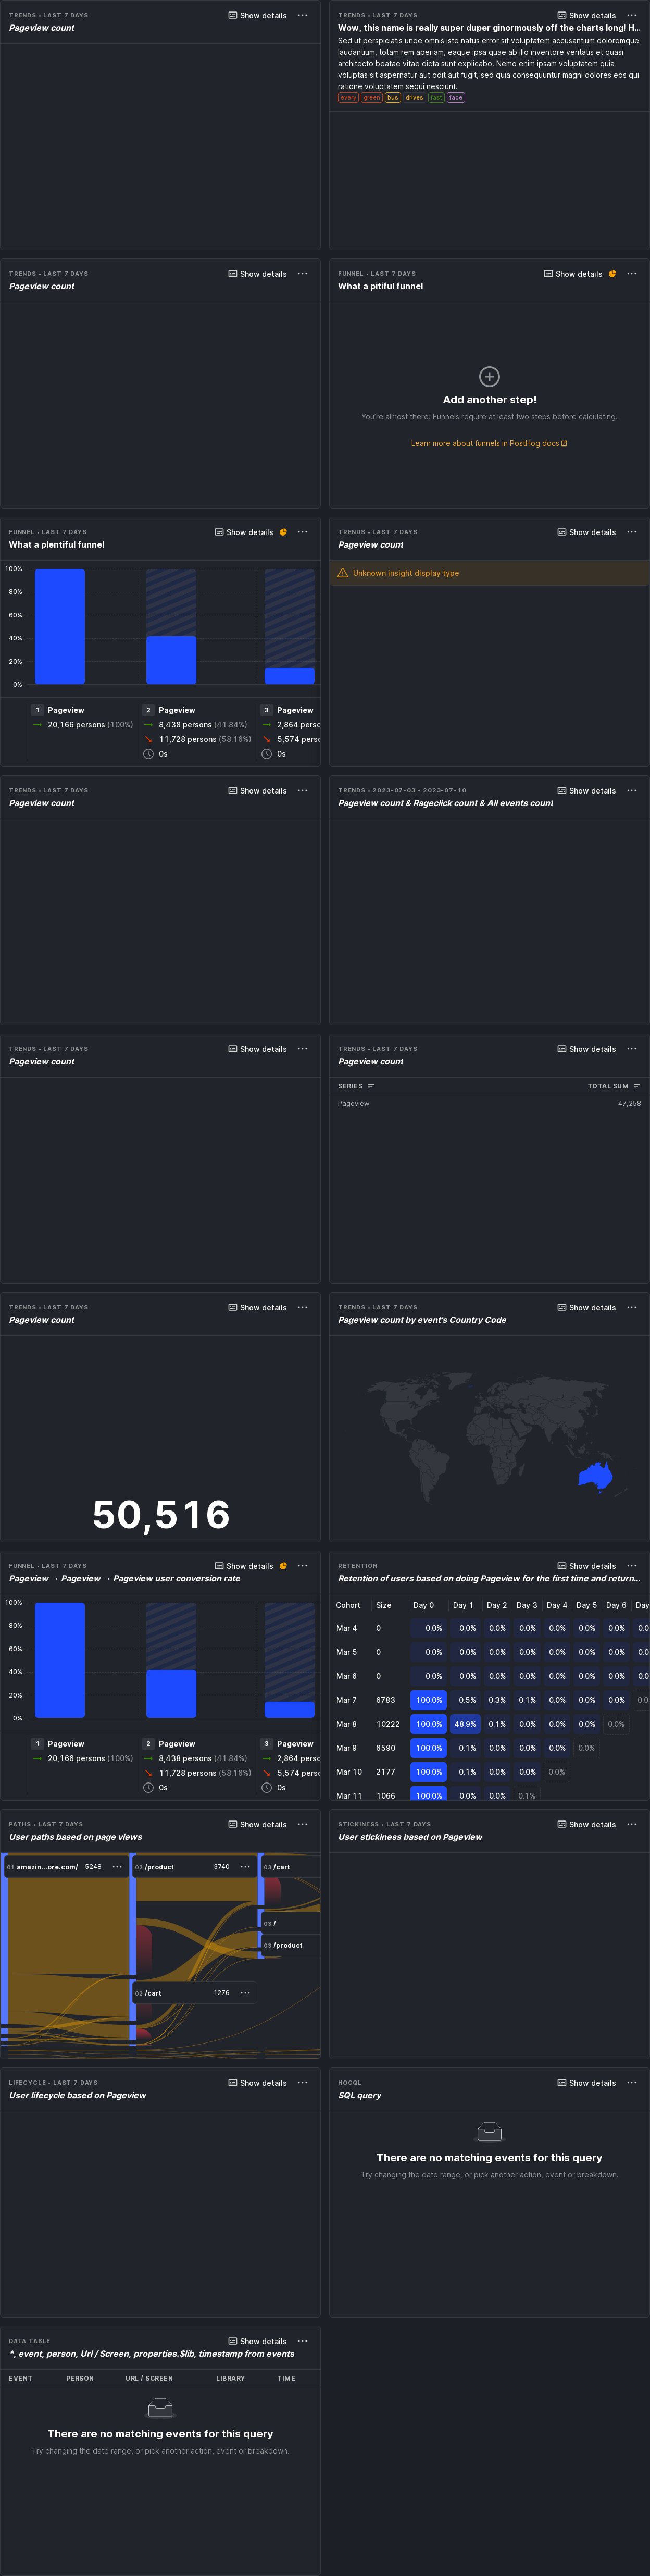 TRENDS • LAST 7 DAYS
Show details
Pageview count
TRENDS • LAST 7 DAYS
Show details
Wow, this name is really super duper ginormously off the charts long! H...
Sed ut perspiciatis unde omnis iste natus error sit voluptatem accusantium doloremque
laudantium, totam rem aperiam, eaque ipsa quae ab illo inventore veritatis et quasi
architecto beatae vitae dicta sunt explicabo. Nemo enim ipsam voluptatem quia
voluptas sit aspernatur aut odit aut fugit, sed quia consequuntur magni dolores eos qui
ratione voluptatem sequi nesciunt.
every green bus drives fast face
TRENDS • LAST 7 DAYS
Show details
Pageview count
FUNNEL • LAST 7 DAYS
Show details
What a pitiful funnel
Add another step!
You're almost there! Funnels require at least two steps before calculating.
Learn more about funnels in PostHog docs
FUNNEL • LAST 7 DAYS
Show details
What a plentiful funnel
100%
80%
60%
40%
20%
0%
1 Pageview
20,166 persons (100%)
2 Pageview
8,438 persons (41.84%)
11,728 persons (58.16%)
0s
3 Pageview
2,864 perso
5,574 perso
0s
TRENDS • LAST 7 DAYS
Show details
Pageview count
Unknown insight display type
TRENDS • LAST 7 DAYS
Show details
Pageview count
TRENDS • 2023-07-03 - 2023-07-10
Show details
Pageview count & Rageclick count & All events count
TRENDS • LAST 7 DAYS
Show details
Pageview count
TRENDS • LAST 7 DAYS
Show details
Pageview count
SERIES TOTAL SUM
Pageview 47,258
TRENDS • LAST 7 DAYS
Show details
Pageview count
50,516
TRENDS • LAST 7 DAYS
Show details
Pageview count by event's Country Code
FUNNEL • LAST 7 DAYS
Show details
Pageview → Pageview → Pageview user conversion rate
100%
80%
60%
40%
20%
0%
1 Pageview
20,166 persons (100%)
2 Pageview
8,438 persons (41.84%)
11,728 persons (58.16%)
0s
3 Pageview
2,864 perso
5,574 perso
0s
RETENTION
Show details
Retention of users based on doing Pageview for the first time and return...
Cohort Size Day 0 Day 1 Day 2 Day 3 Day 4 Day 5 Day 6 Day
Mar 4 0 0.0% 0.0% 0.0% 0.0% 0.0% 0.0% 0.0% 0.0
Mar 5 0 0.0% 0.0% 0.0% 0.0% 0.0% 0.0% 0.0% 0.0
Mar 6 0 0.0% 0.0% 0.0% 0.0% 0.0% 0.0% 0.0% 0.0
Mar 7 6783 100.0% 0.5% 0.3% 0.1% 0.0% 0.0% 0.0% 0.0
Mar 8 10222 100.0% 48.9% 0.1% 0.0% 0.0% 0.0% 0.0%
Mar 9 6590 100.0% 0.1% 0.0% 0.0% 0.0% 0.0%
Mar 10 2177 100.0% 0.1% 0.0% 0.0% 0.0%
Mar 11 1066 100.0% 0.0% 0.0% 0.1%
PATHS • LAST 7 DAYS
Show details
User paths based on page views
01 amazin...ore.com/ 5248
02 /product 3740
03 /cart
03 /
03 /product
02 /cart 1276
STICKINESS • LAST 7 DAYS
Show details
User stickiness based on Pageview
LIFECYCLE • LAST 7 DAYS
Show details
User lifecycle based on Pageview
HOGQL
Show details
SQL query
There are no matching events for this query
Try changing the date range, or pick another action, event or breakdown.
DATA TABLE
Show details
*, event, person, Url / Screen, properties.$lib, timestamp from events
EVENT PERSON URL / SCREEN LIBRARY TIME
There are no matching events for this query
Try changing the date range, or pick another action, event or breakdown.